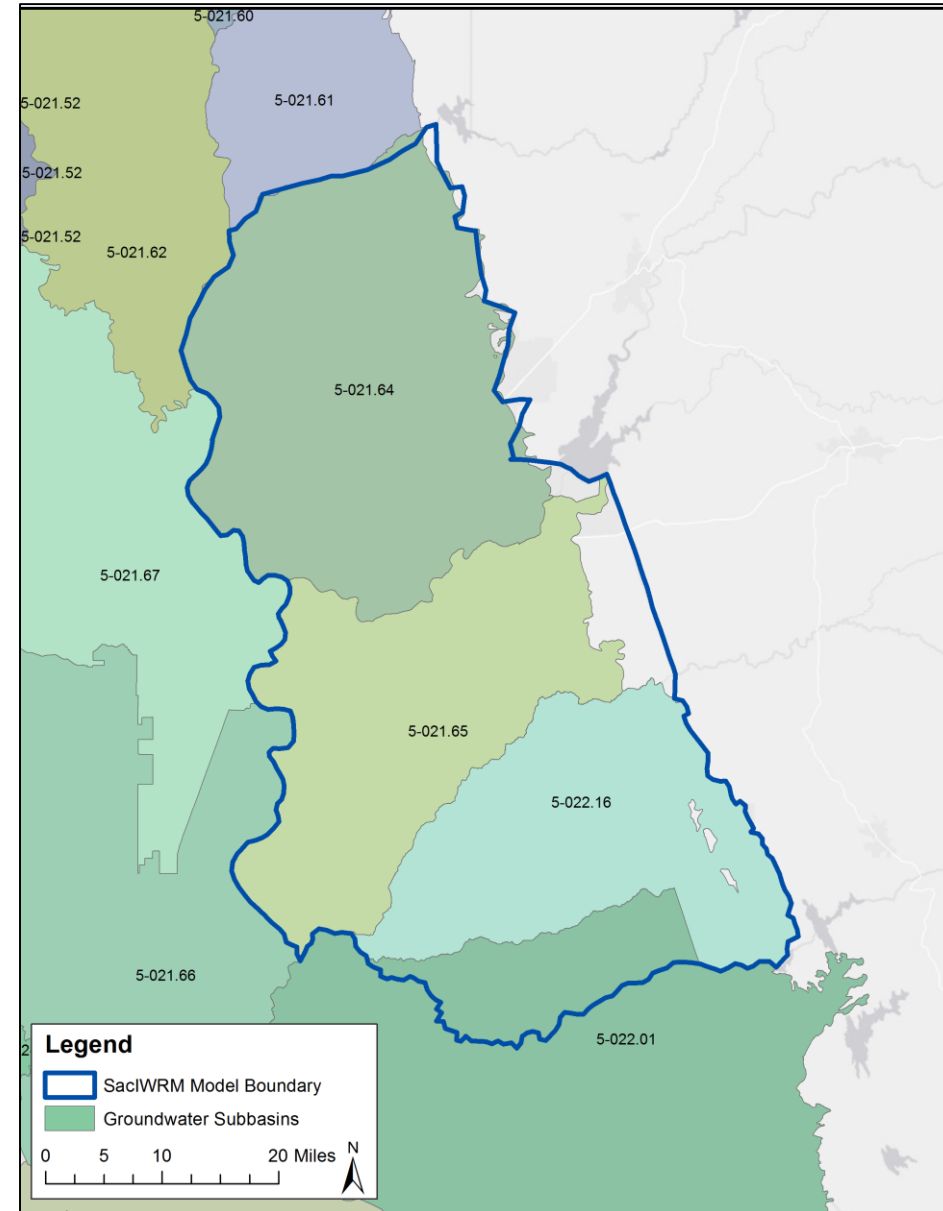 5-021.60
5-021.61
5-021.52
5-021.52
5-021.52
5-021.62
5-021.64
5-021.67
5-021.65
5-022.16
5-021.66
5-022.01
2
Legend
SacIWRM Model Boundary
Groundwater Subbasins
0 5 10 20 Miles
N